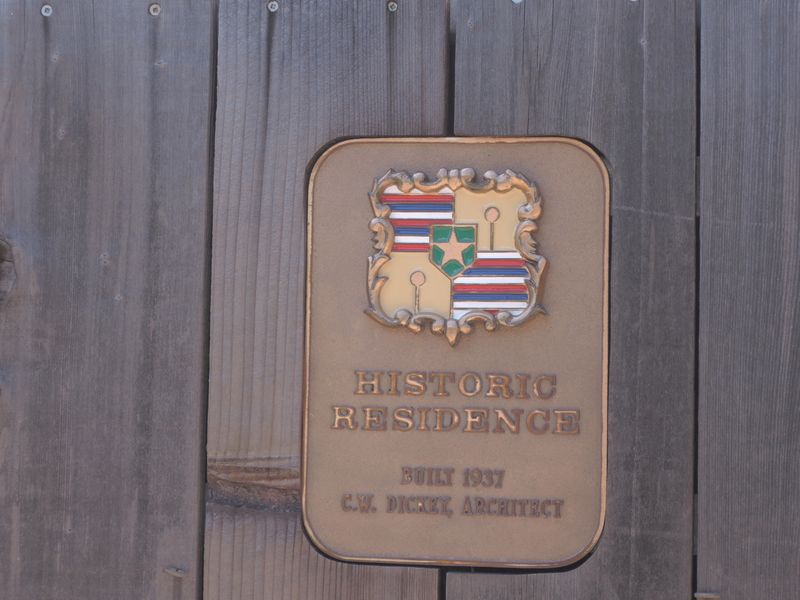 HISTORIC
RESIDENCE
BUILT 1937
C.W. DICKEY, ARCHITECT